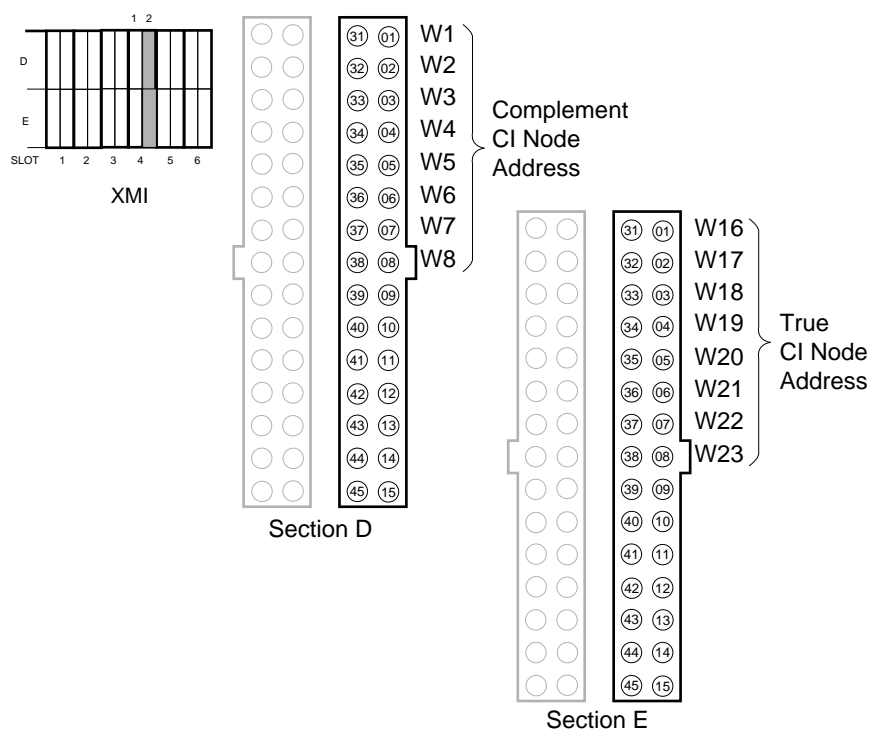 1 2
D
E
SLOT 1 2 3 4 5 6
XMI
31 01 W1
32 02 W2
33 03 W3
34 04 W4
35 05 W5
36 06 W6
37 07 W7
38 08 W8
39 09
40 10
41 11
42 12
43 13
44 14
45 15
Complement
CI Node
Address
Section D
31 01 W16
32 02 W17
33 03 W18
34 04 W19
35 05 W20
36 06 W21
37 07 W22
38 08 W23
39 09
40 10
41 11
42 12
43 13
44 14
45 15
True
CI Node
Address
Section E